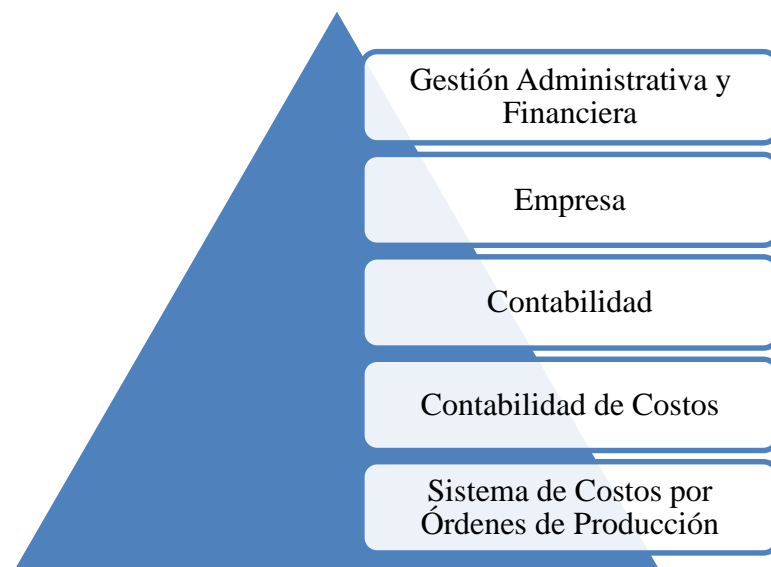 Gestión Administrativa y
Financiera
Empresa
Contabilidad
Contabilidad de Costos
Sistema de Costos por
Órdenes de Producción